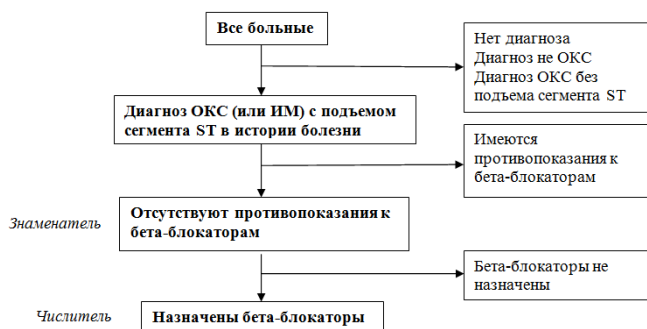 Все больные
Нет диагноза
Диагноз не ОКС
Диагноз ОКС без
подъема сегмента ST
Диагноз ОКС (или ИМ) с подъемом
сегмента ST в истории болезни
Имеются
противопоказания к
бета-блокаторам
Знаменатель
Отсутствуют противопоказания к
бета-блокаторам
Бета-блокаторы не
назначены
Числитель
Назначены бета-блокаторы